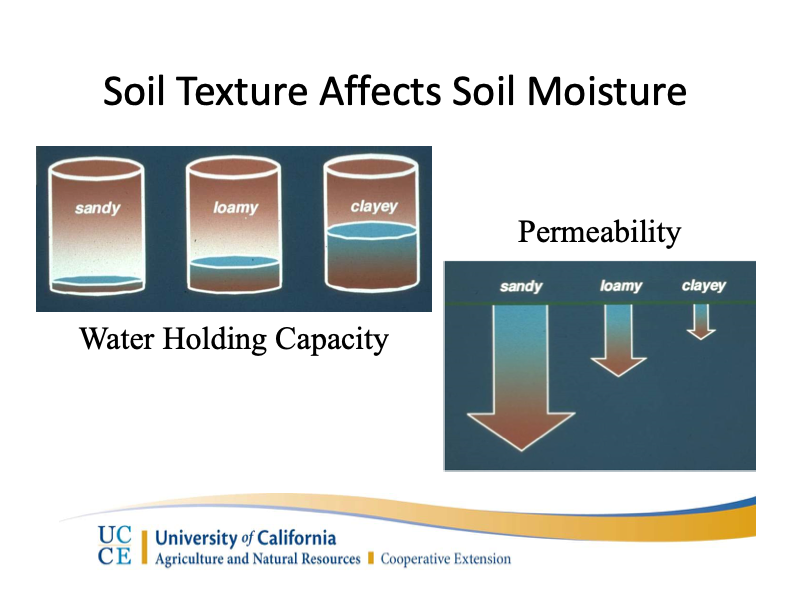 Soil Texture Affects Soil Moisture
sandy
loamy
clayey
Water Holding Capacity
Permeability
sandy
loamy
clayey
UC
CE
University of California
Agriculture and Natural Resources
Cooperative Extension